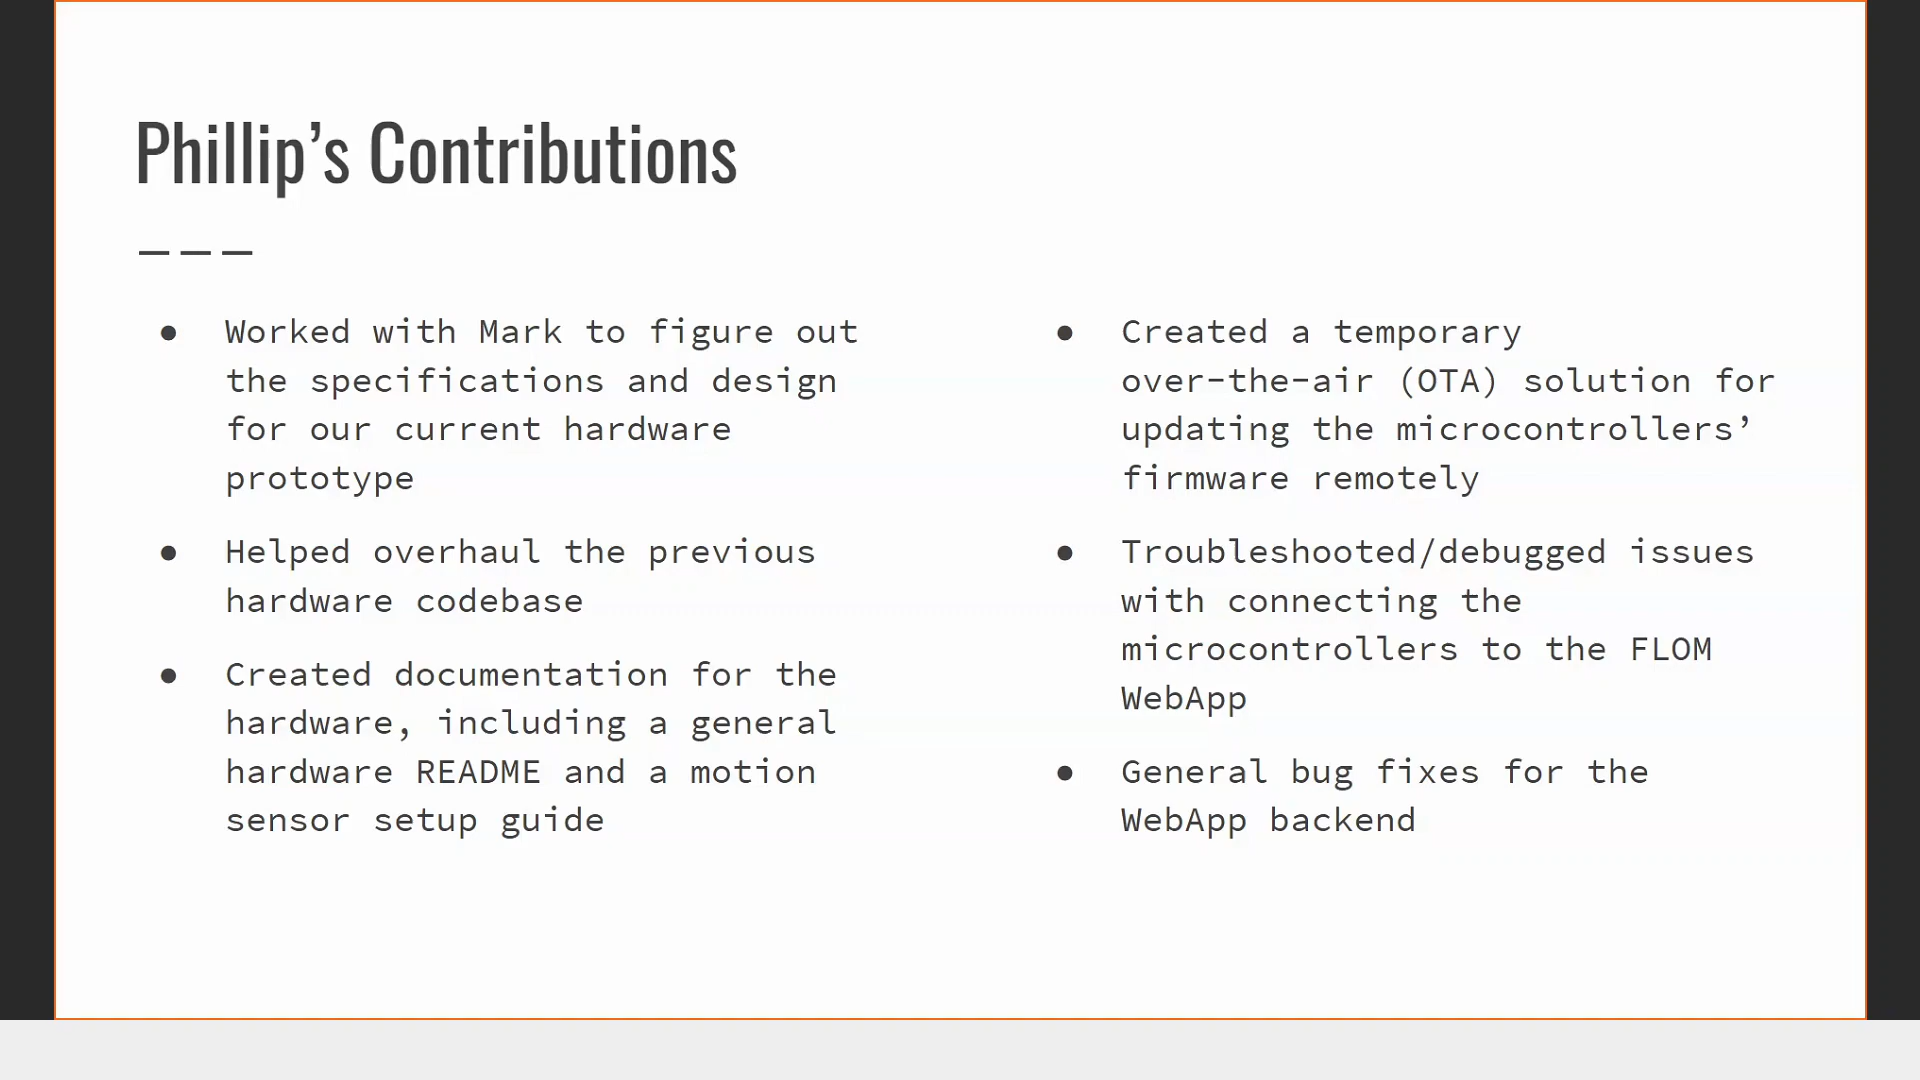 Phillip’s Contributions
● Worked with Mark to figure out
the specifications and design
for our current hardware
prototype
● Helped overhaul the previous
hardware codebase
● Created documentation for the
hardware, including a general
hardware README and a motion
sensor setup guide
● Created a temporary
over-the-air (OTA) solution for
updating the microcontrollers’
firmware remotely
● Troubleshooted/debugged issues
with connecting the
microcontrollers to the FLOM
WebApp
● General bug fixes for the
WebApp backend